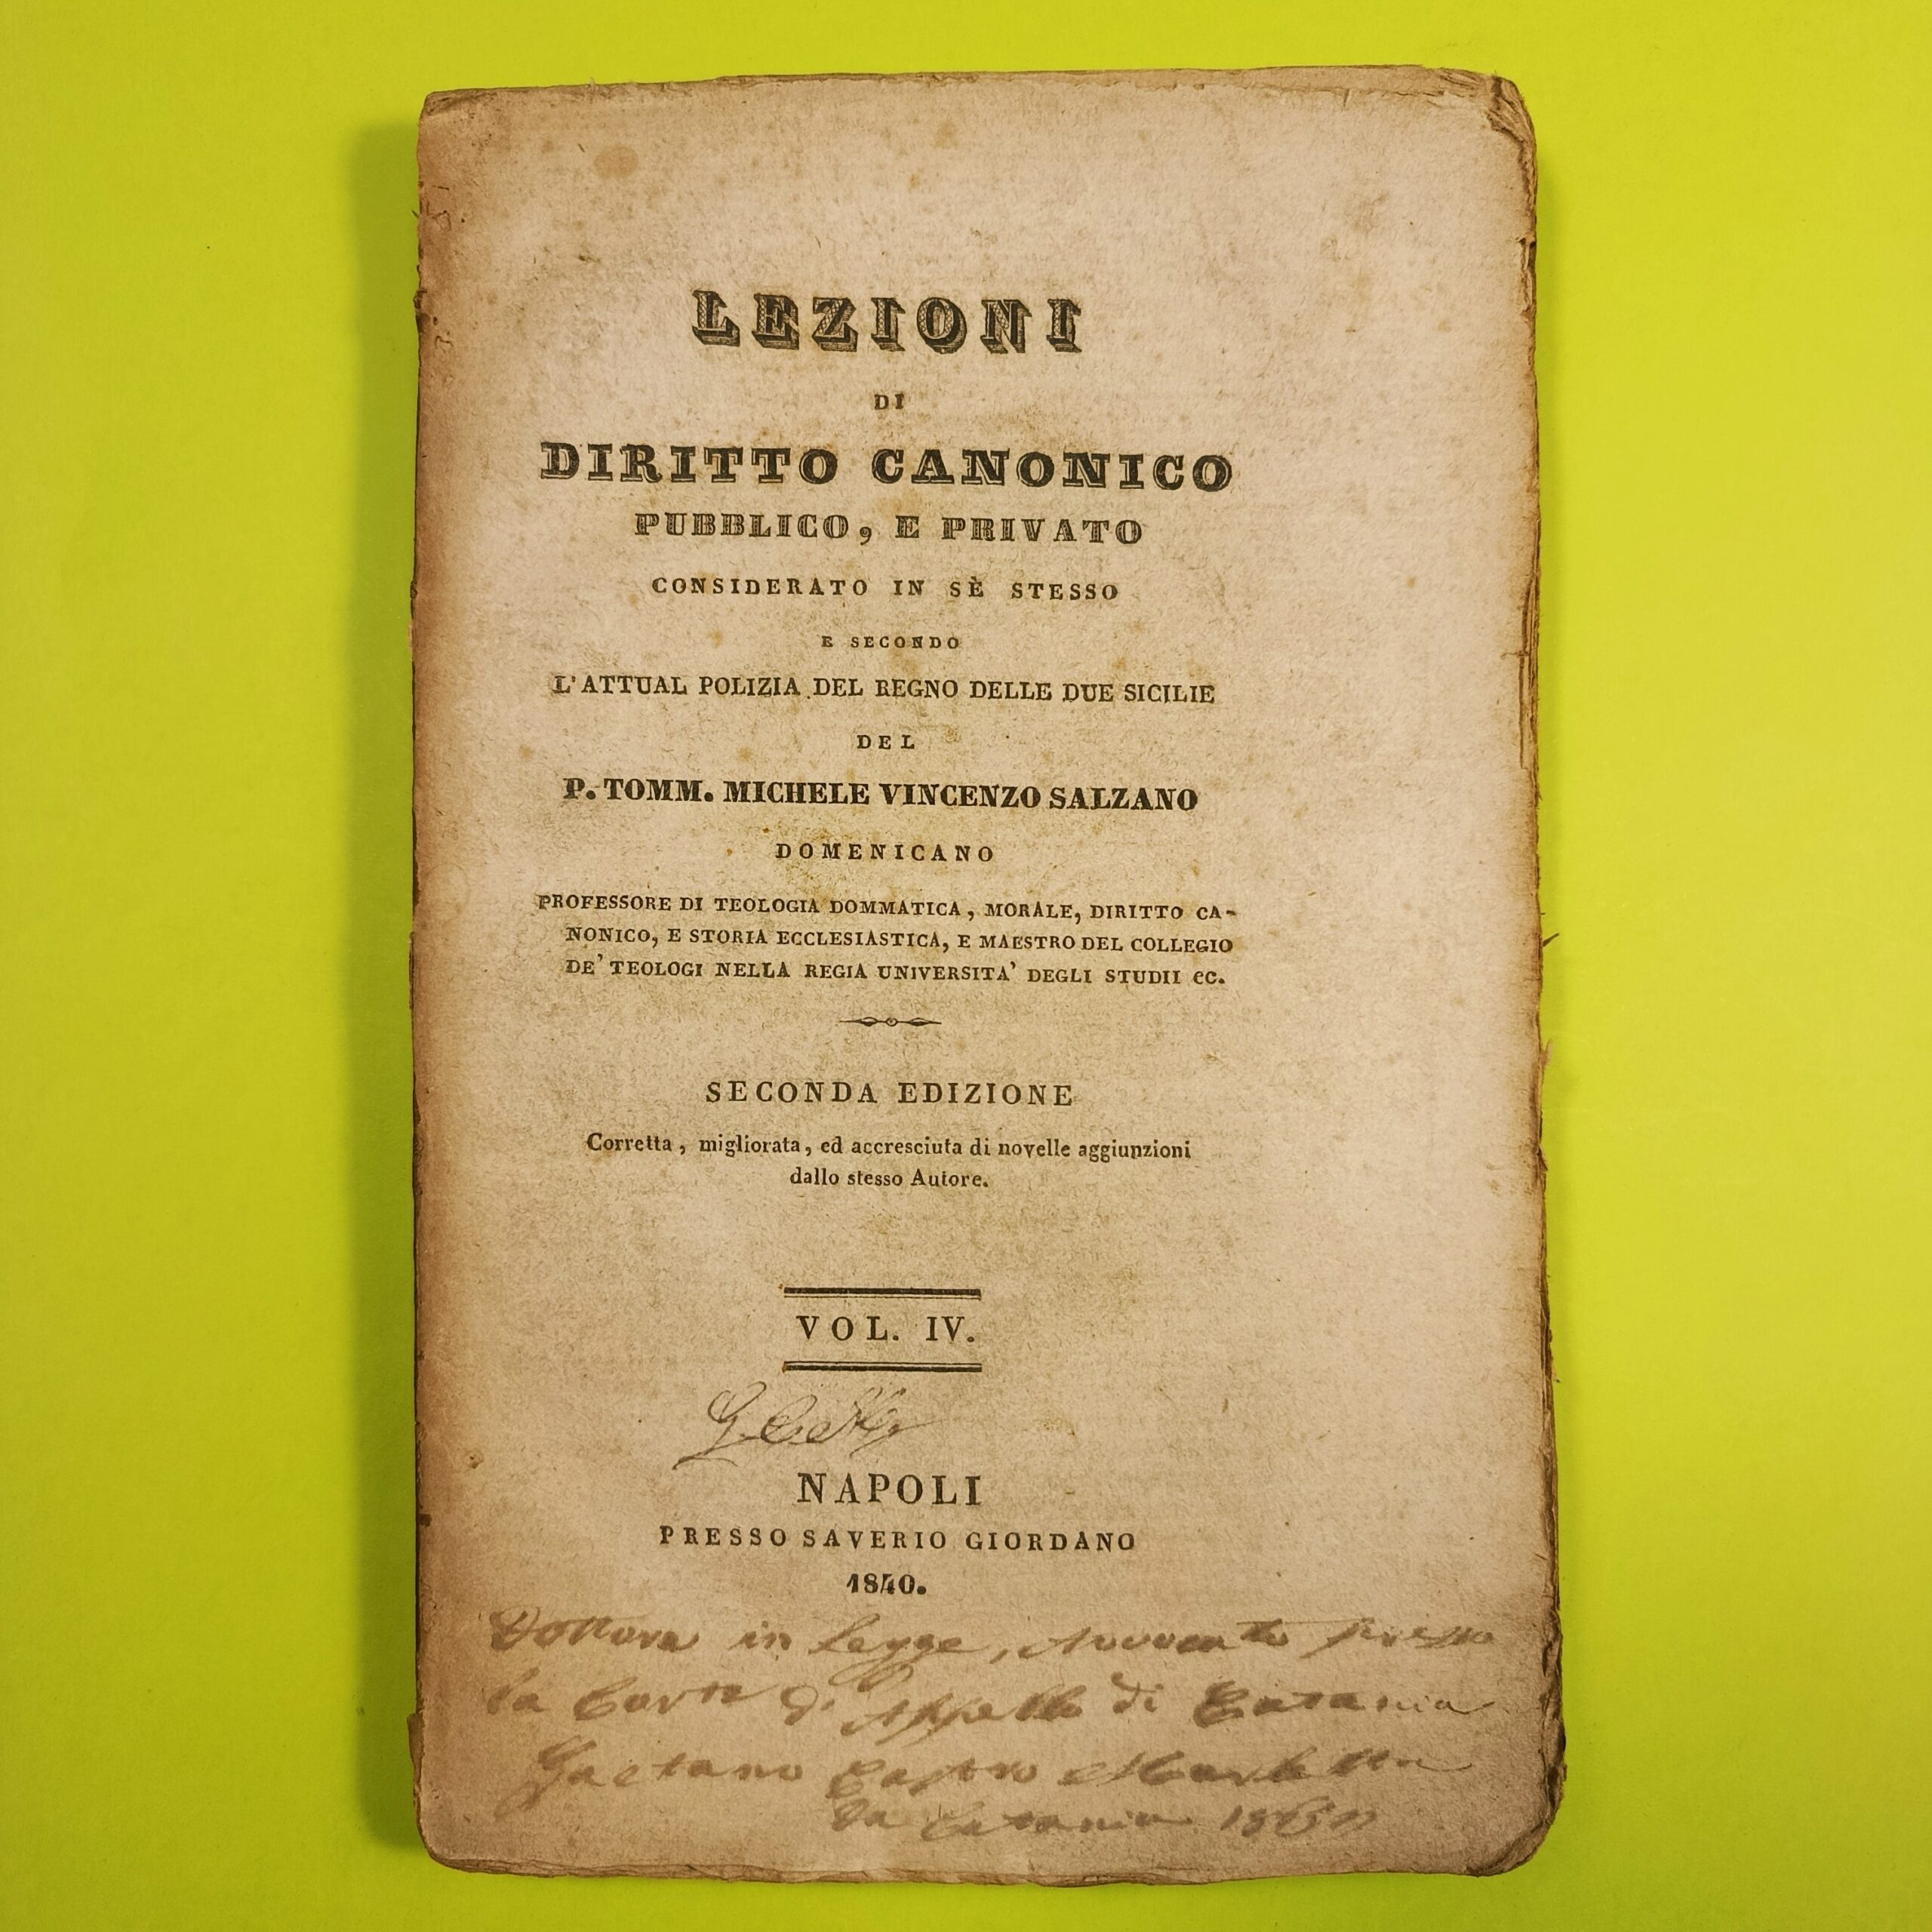 LEZIONI
DI
DIRITTO CANONICO
PUBBLICO, E PRIVATO
CONSIDERATO IN SÈ STESSO
E SECONDO
L'ATTUAL POLIZIA DEL REGNO DELLE DUE SICILIE
DEL
P. TOMM. MICHELE VINCENZO SALZANO
DOMENICANO
PROFESSORE DI TEOLOGIA DOMMATICA, MORALE, DIRITTO CA-
NONICO, E STORIA ECCLESIASTICA, E MAESTRO DEL COLLEGIO
DE' TEOLOGI NELLA REGIA UNIVERSITA' DEGLI STUDII ec.
SECONDA EDIZIONE
Corretta, migliorata, ed accresciuta di novelle aggiunzioni
dallo stesso Autore.
VOL. IV.
NAPOLI
PRESSO SAVERIO GIORDANO
1840.
Dottore in Legge, Avvocato presso
la Corte di Appello di Catania
Gaetano Castro
da Catania